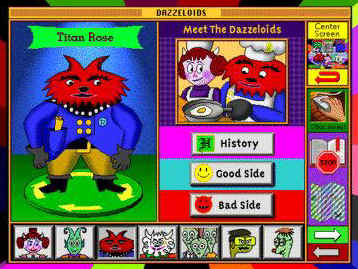 DAZZELOIDS
Titan Rose
Meet The Dazzeloids
Center
Screen
STOP
H History
Good Side
Bad Side